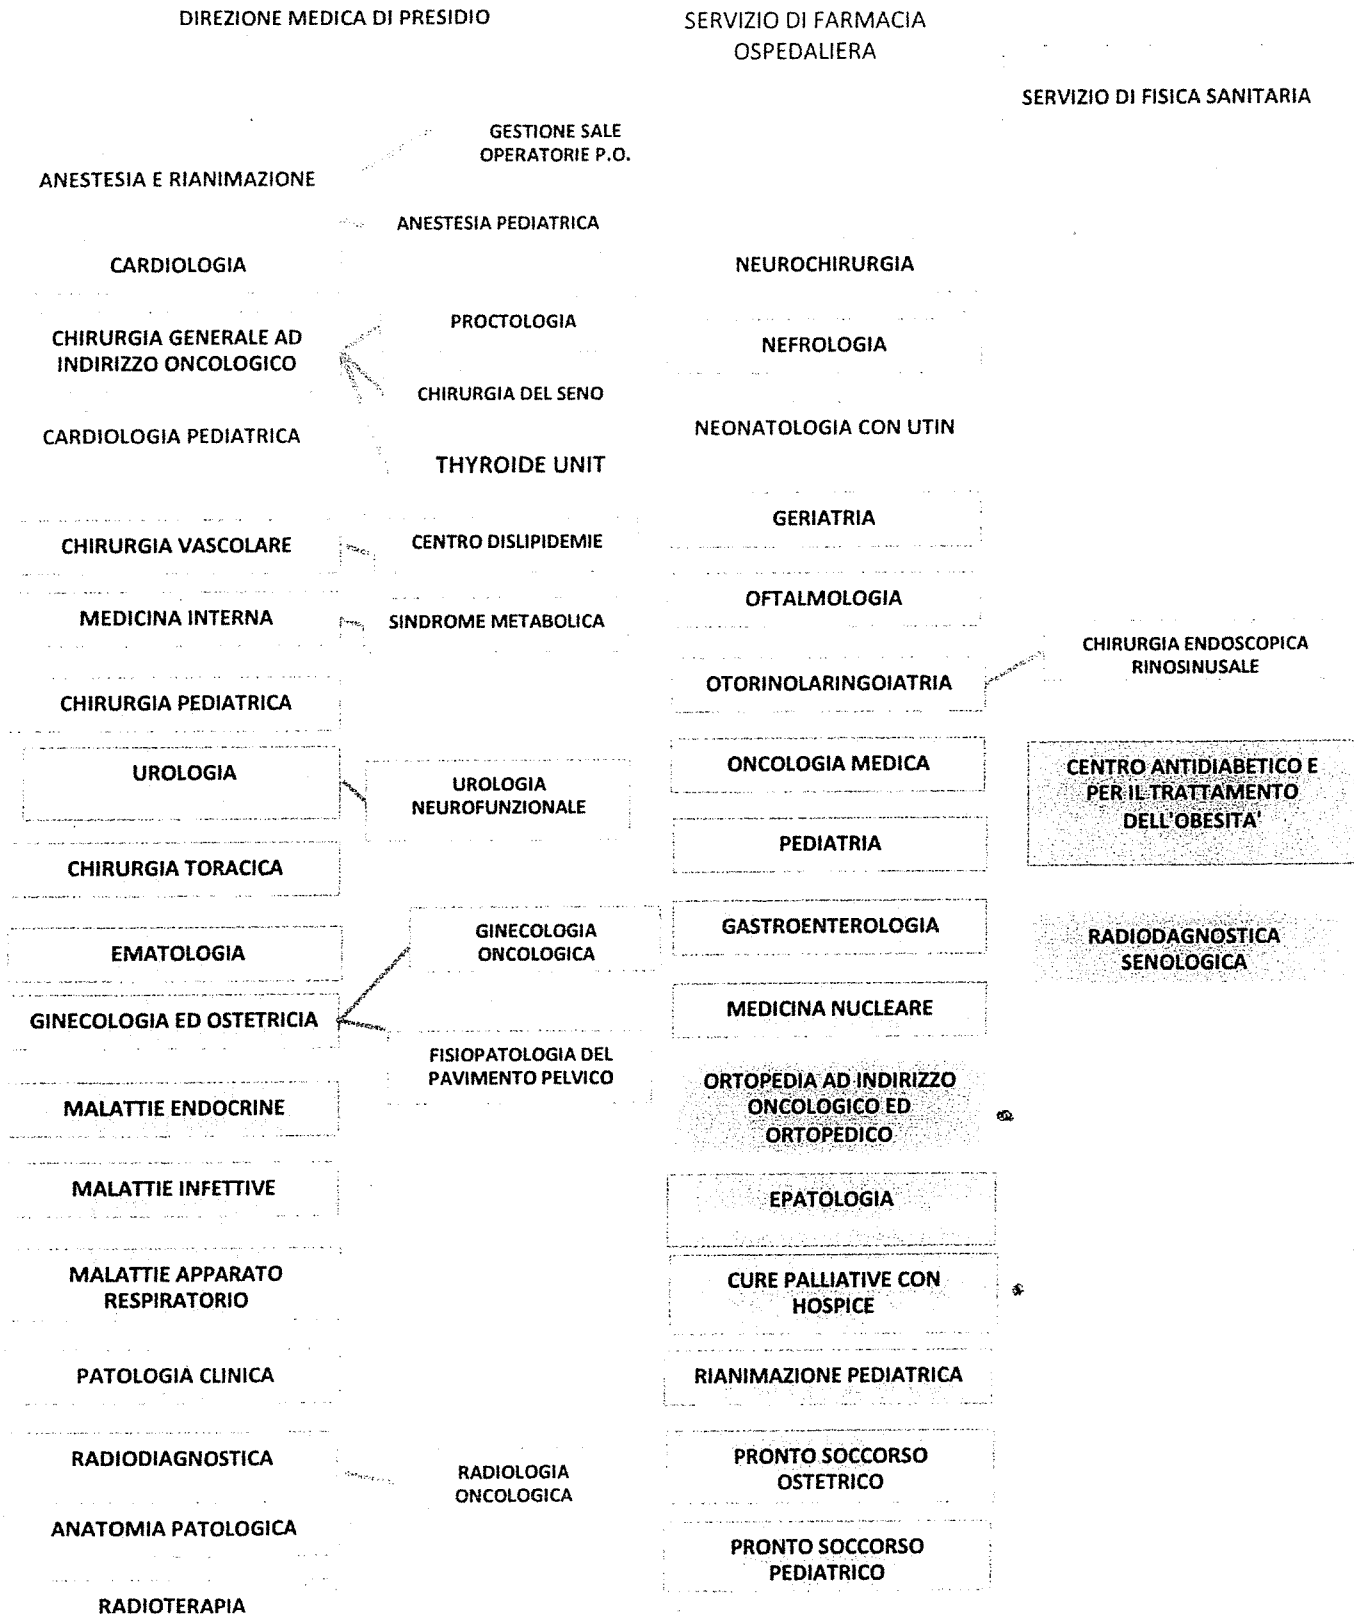 DIREZIONE MEDICA DI PRESIDIO
SERVIZIO DI FARMACIA
OSPEDALIERA
SERVIZIO DI FISICA SANITARIA
ANESTESIA E RIANIMAZIONE
GESTIONE SALE
OPERATORIE P.O.
ANESTESIA PEDIATRICA
CARDIOLOGIA
CHIRURGIA GENERALE AD
INDIRIZZO ONCOLOGICO
PROCTOLOGIA
CHIRURGIA DEL SENO
THYROIDE UNIT
CARDIOLOGIA PEDIATRICA
CHIRURGIA VASCOLARE
CENTRO DISLIPIDEMIE
MEDICINA INTERNA
SINDROME METABOLICA
CHIRURGIA PEDIATRICA
UROLOGIA
UROLOGIA
NEUROFUNZIONALE
CHIRURGIA TORACICA
EMATOLOGIA
GINECOLOGIA ED OSTETRICIA
GINECOLOGIA
ONCOLOGICA
FISIOPATOLOGIA DEL
PAVIMENTO PELVICO
MALATTIE ENDOCRINE
MALATTIE INFETTIVE
MALATTIE APPARATO
RESPIRATORIO
PATOLOGIA CLINICA
RADIODIAGNOSTICA
RADIOLOGIA
ONCOLOGICA
ANATOMIA PATOLOGICA
RADIOTERAPIA
NEUROCHIRURGIA
NEFROLOGIA
NEONATOLOGIA CON UTIN
GERIATRIA
OFTALMOLOGIA
OTORINOLARINGOIATRIA
CHIRURGIA ENDOSCOPICA
RINOSINUSALE
ONCOLOGIA MEDICA
PEDIATRIA
GASTROENTEROLOGIA
MEDICINA NUCLEARE
ORTOPEDIA AD INDIRIZZO
ONCOLOGICO ED
ORTOPEDICO
EPATOLOGIA
CURE PALLIATIVE CON
HOSPICE
RIANIMAZIONE PEDIATRICA
PRONTO SOCCORSO
OSTETRICO
PRONTO SOCCORSO
PEDIATRICO
CENTRO ANTIDIABETICO E
PER IL TRATTAMENTO
DELL'OBESITA'
RADIODAGNOSTICA
SENOLOGICA